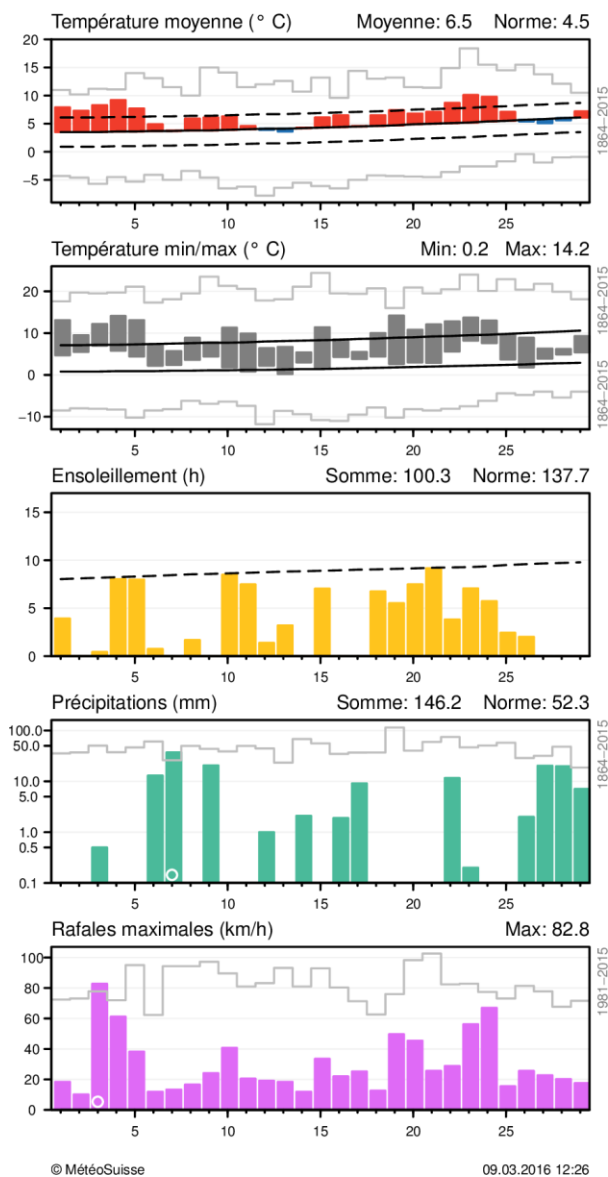 Température moyenne (° C) Moyenne: 6.5 Norme: 4.5
20
15
10
5
0
−5
1864−2015
5 10 15 20 25
Température min/max (° C) Min: 0.2 Max: 14.2
20
10
0
−10
1864−2015
1864−2015
5 10 15 20 25
Ensoleillement (h) Somme: 100.3 Norme: 137.7
15
10
5
0
5 10 15 20 25
Précipitations (mm) Somme: 146.2 Norme: 52.3
100.0
50.0
10.0
5.0
1.0
0.5
0.1
1864−2015
5 10 15 20 25
Rafales maximales (km/h) Max: 82.8
100
80
60
40
20
0
1981−2015
5 10 15 20 25
© MétéoSuisse 09.03.2016 12:26